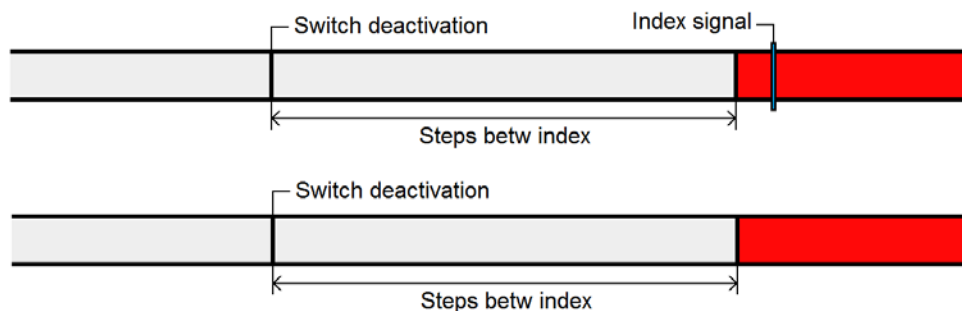 Switch deactivation
Index signal
Steps betw index
Switch deactivation
Steps betw index